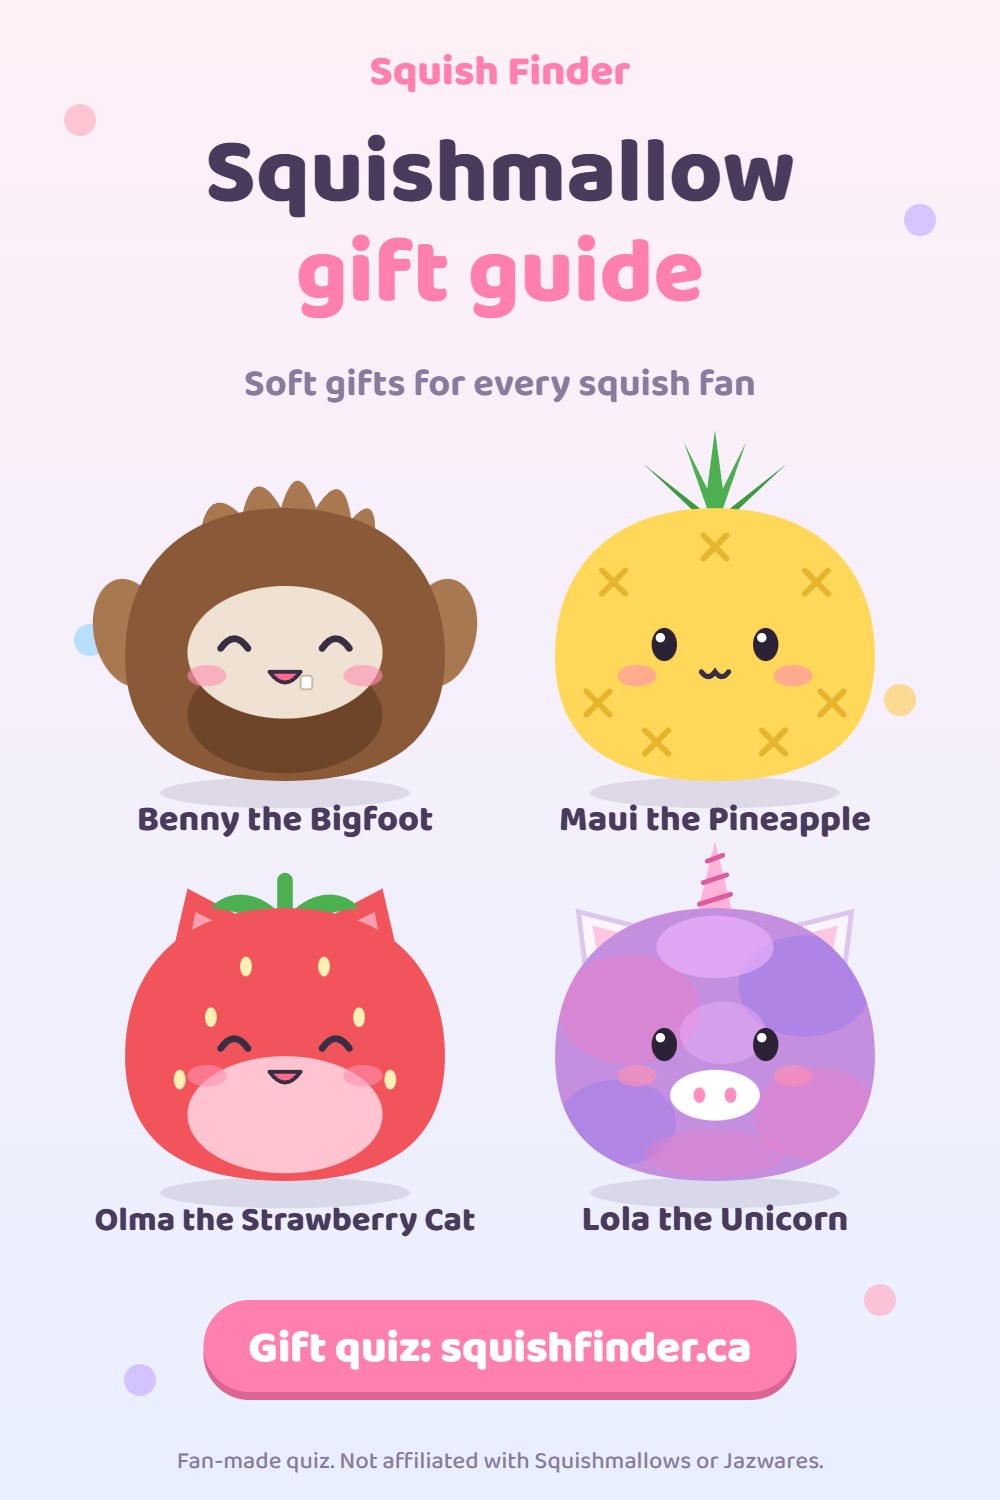 Squish Finder
Squishmallow
gift guide
Soft gifts for every squish fan
Benny the Bigfoot
Maui the Pineapple
Olma the Strawberry Cat
Lola the Unicorn
Gift quiz: squishfinder.ca
Fan-made quiz. Not affiliated with Squishmallows or Jazwares.